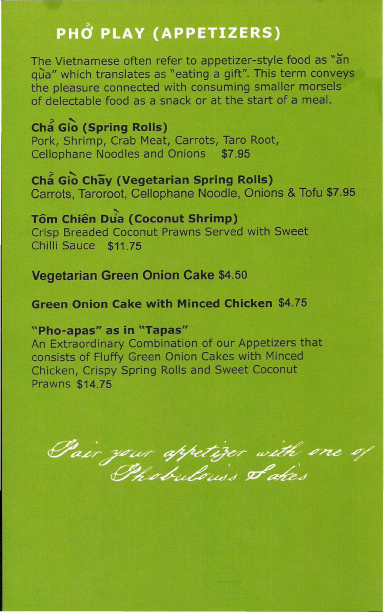 PHỞ PLAY (APPETIZERS)
The Vietnamese often refer to appetizer-style food as "ăn
qùa" which translates as "eating a gift". This term conveys
the pleasure connected with consuming smaller morsels
of delectable food as a snack or at the start of a meal.
Chả Giò (Spring Rolls)
Pork, Shrimp, Crab Meat, Carrots, Taro Root,
Cellophane Noodles and Onions $7.95
Chả Giò Chãy (Vegetarian Spring Rolls)
Carrots, Taroroot, Cellophane Noodle, Onions & Tofu $7.95
Tôm Chiên Dùa (Coconut Shrimp)
Crisp Breaded Coconut Prawns Served with Sweet
Chilli Sauce $11.75
Vegetarian Green Onion Cake $4.50
Green Onion Cake with Minced Chicken $4.75
"Pho-apas" as in "Tapas"
An Extraordinary Combination of our Appetizers that
consists of Fluffy Green Onion Cakes with Minced
Chicken, Crispy Spring Rolls and Sweet Coconut
Prawns $14.75
Pair your appetizer with one of
Phobulouiss Sakes